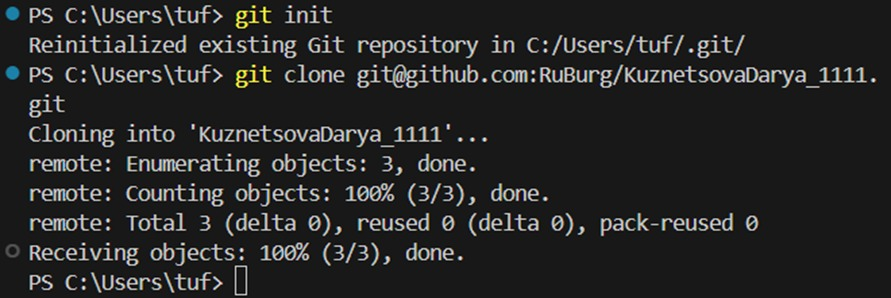 PS C:\Users\tuf> git init
Reinitialized existing Git repository in C:/Users/tuf/.git/
PS C:\Users\tuf> git clone git@github.com:RuBurg/KuznetsovaDarya_1111.
git
Cloning into 'KuznetsovaDarya_1111'...
remote: Enumerating objects: 3, done.
remote: Counting objects: 100% (3/3), done.
remote: Total 3 (delta 0), reused 0 (delta 0), pack-reused 0
Receiving objects: 100% (3/3), done.
PS C:\Users\tuf>